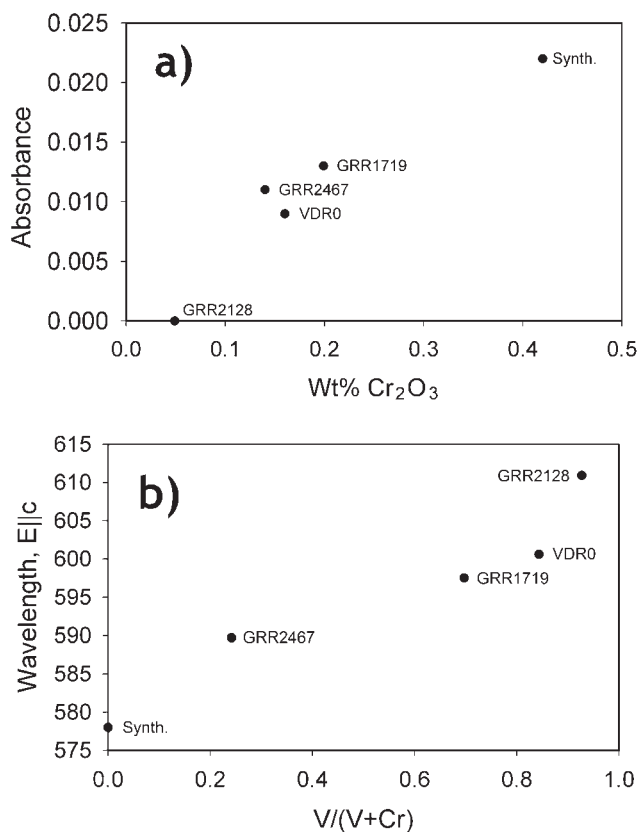 a)
0.025
0.020
0.015
0.010
0.005
0.000
Absorbance
Synth.
GRR1719
GRR2467
VDR0
GRR2128
0.0 0.1 0.2 0.3 0.4 0.5
Wt% Cr₂O₃
b)
615
610
605
600
595
590
585
580
575
Wavelength, E||c
GRR2128
VDR0
GRR1719
GRR2467
Synth.
0.0 0.2 0.4 0.6 0.8 1.0
V/(V+Cr)